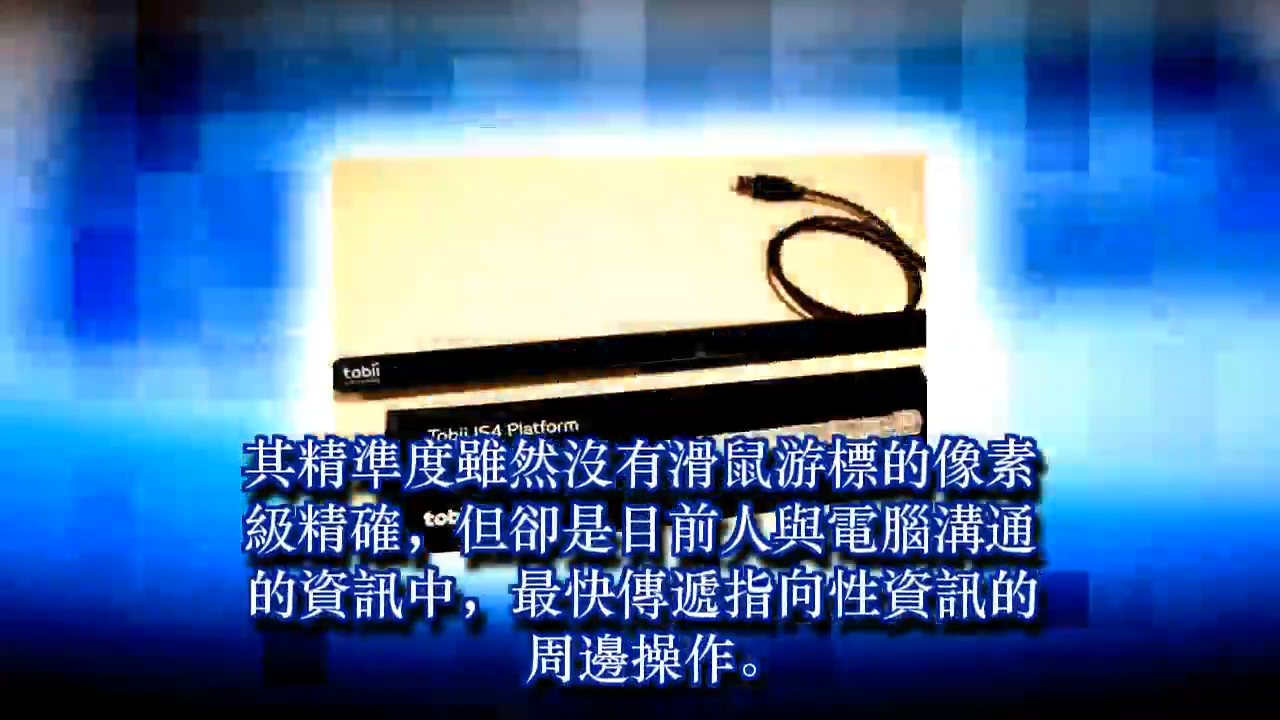 tobii
Tobii IS4 Platform
其精準度雖然沒有滑鼠游標的像素
級精確，但卻是目前人與電腦溝通
的資訊中，最快傳遞指向性資訊的
周邊操作。